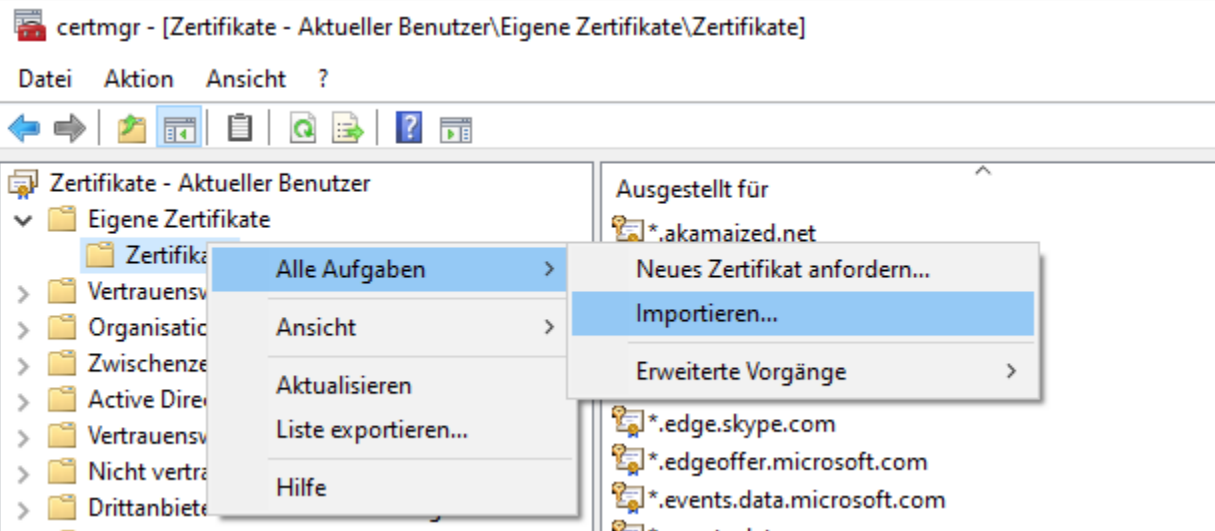 certmgr - [Zertifikate - Aktueller Benutzer\Eigene Zertifikate\Zertifikate]
Datei Aktion Ansicht ?
Zertifikate - Aktueller Benutzer
Eigene Zertifikate
Alle Aufgaben
Ansicht
Aktualisieren
Liste exportieren...
Hilfe
Neues Zertifikat anfordern...
Importieren...
Erweiterte Vorgänge
Ausgestellt für
*.akamaized.net
*.edge.skype.com
*.edgeoffer.microsoft.com
*.events.data.microsoft.com